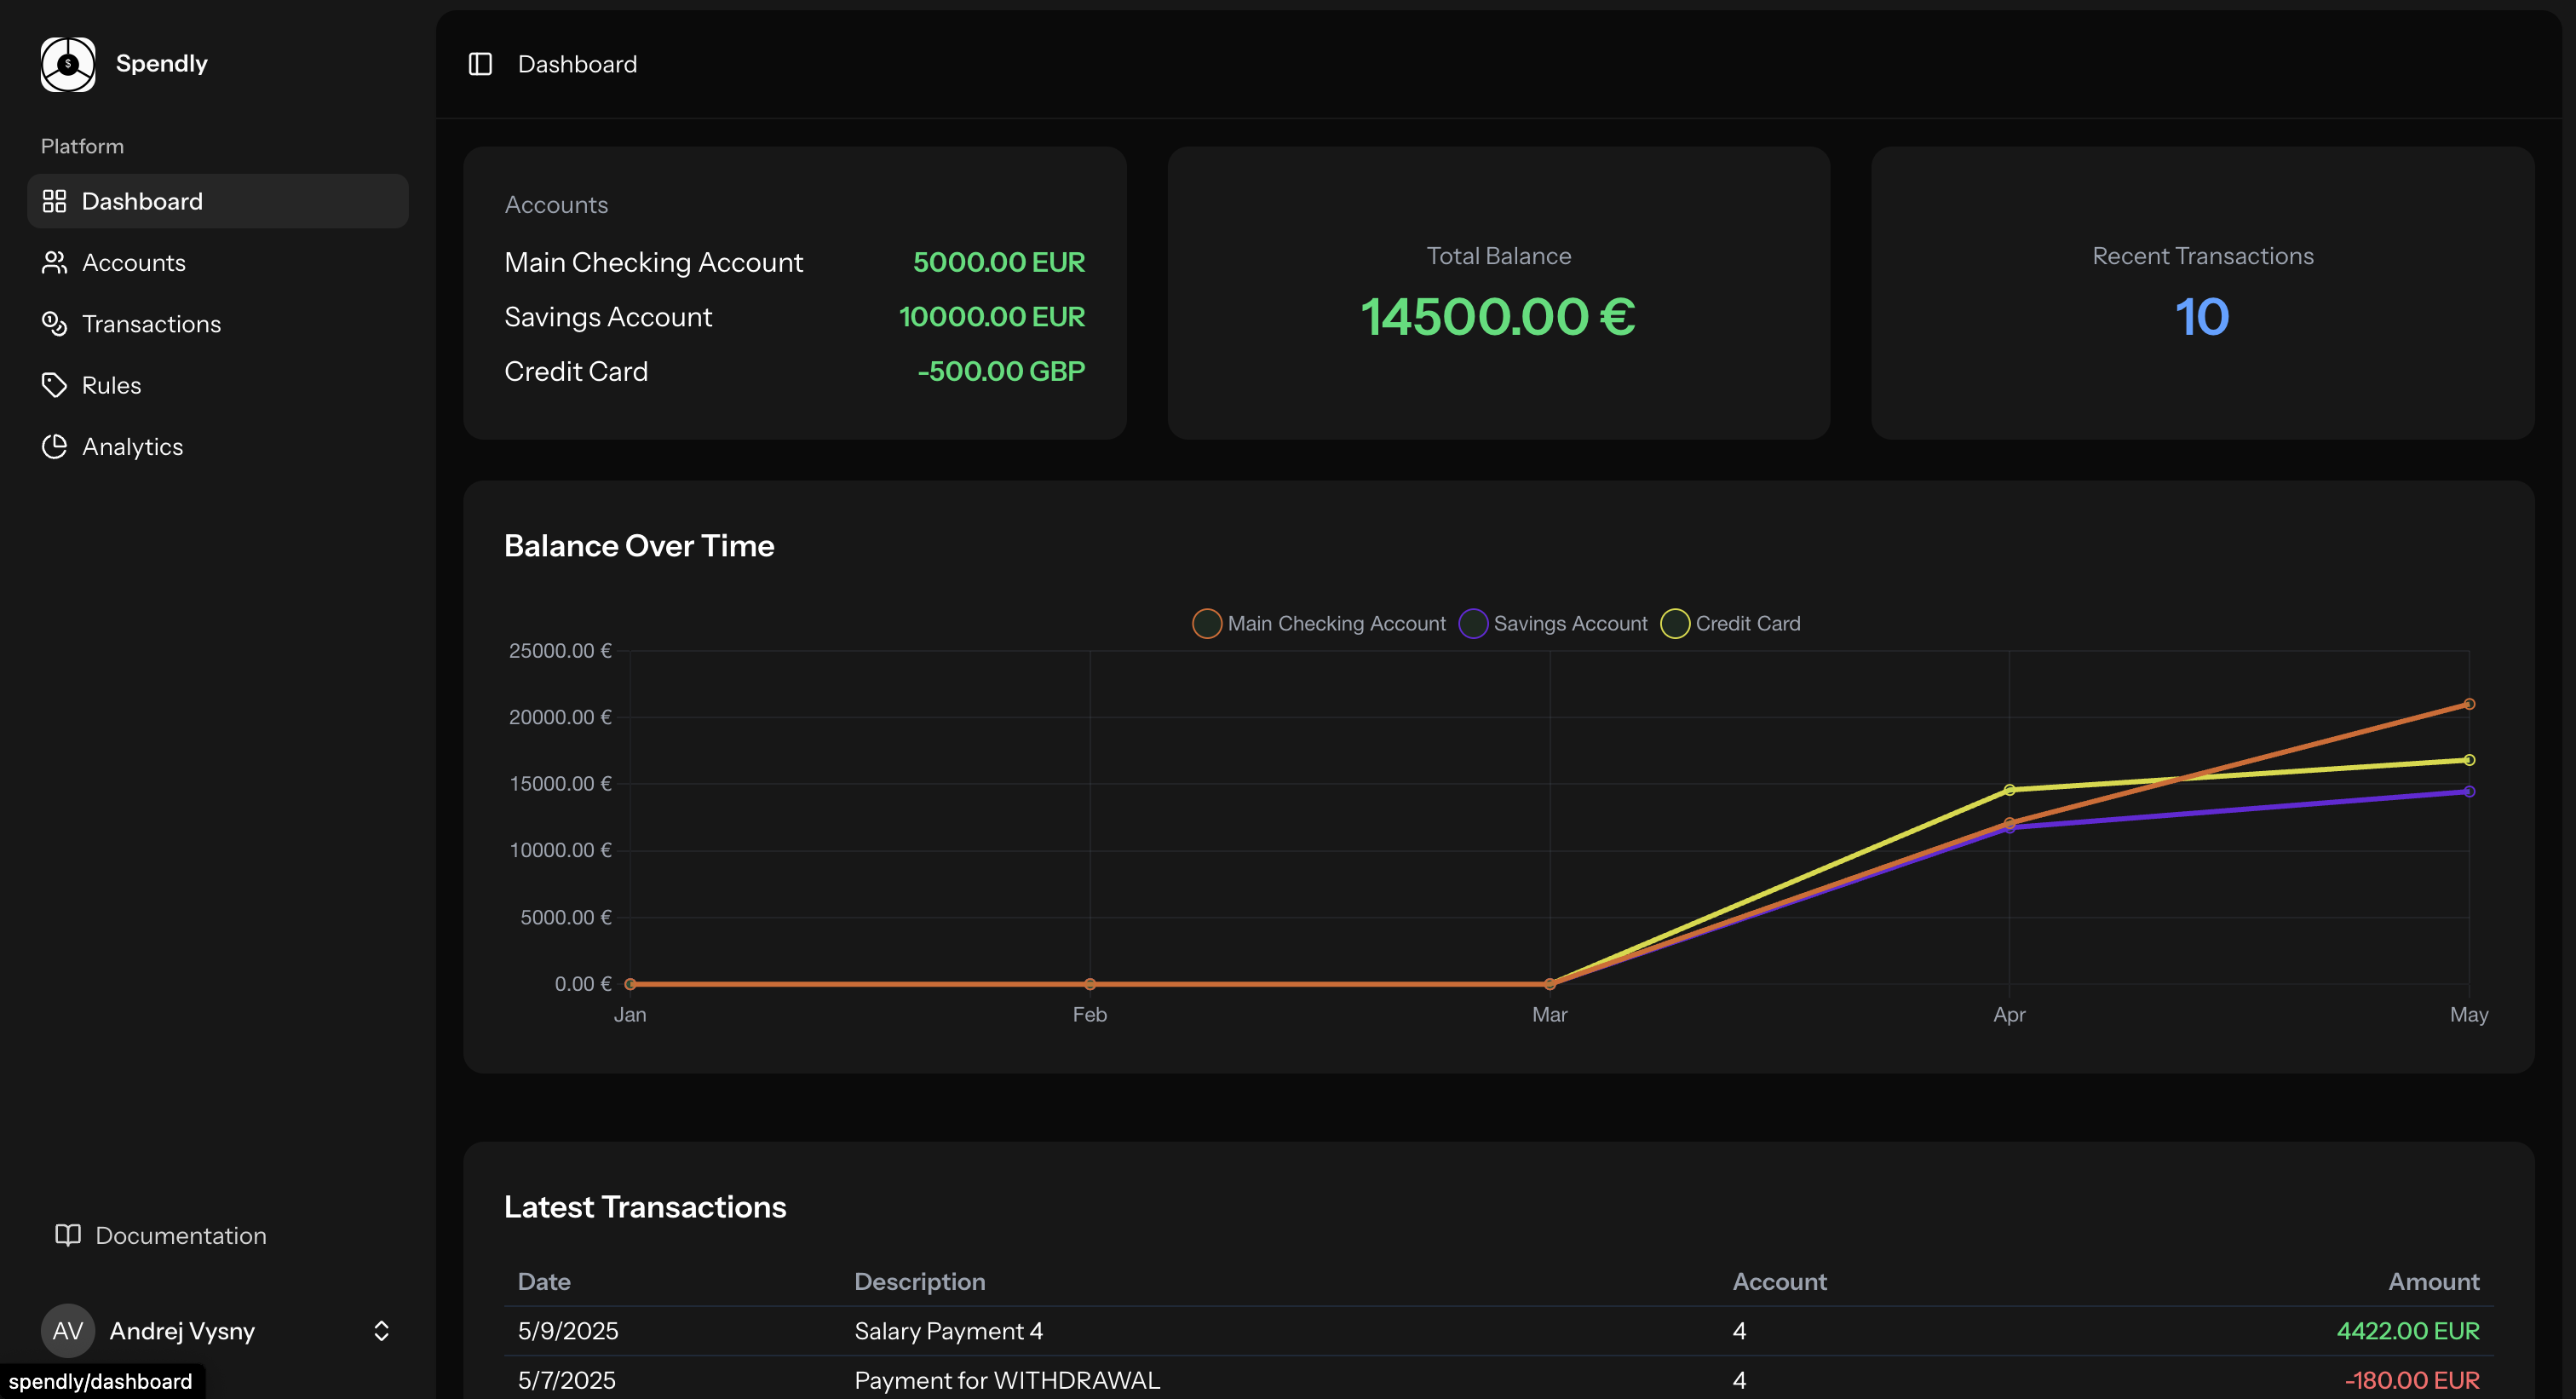 $
Spendly
Platform
Dashboard
Accounts
Transactions
Rules
Analytics
Documentation
AV Andrej Vysny
spendly/dashboard
Dashboard
Accounts
Main Checking Account 5000.00 EUR
Savings Account 10000.00 EUR
Credit Card -500.00 GBP
Total Balance
14500.00 €
Recent Transactions
10
Balance Over Time
Main Checking Account Savings Account Credit Card
25000.00 €
20000.00 €
15000.00 €
10000.00 €
5000.00 €
0.00 €
Jan Feb Mar Apr May
Latest Transactions
Date Description Account Amount
5/9/2025 Salary Payment 4 4 4422.00 EUR
5/7/2025 Payment for WITHDRAWAL 4 -180.00 EUR